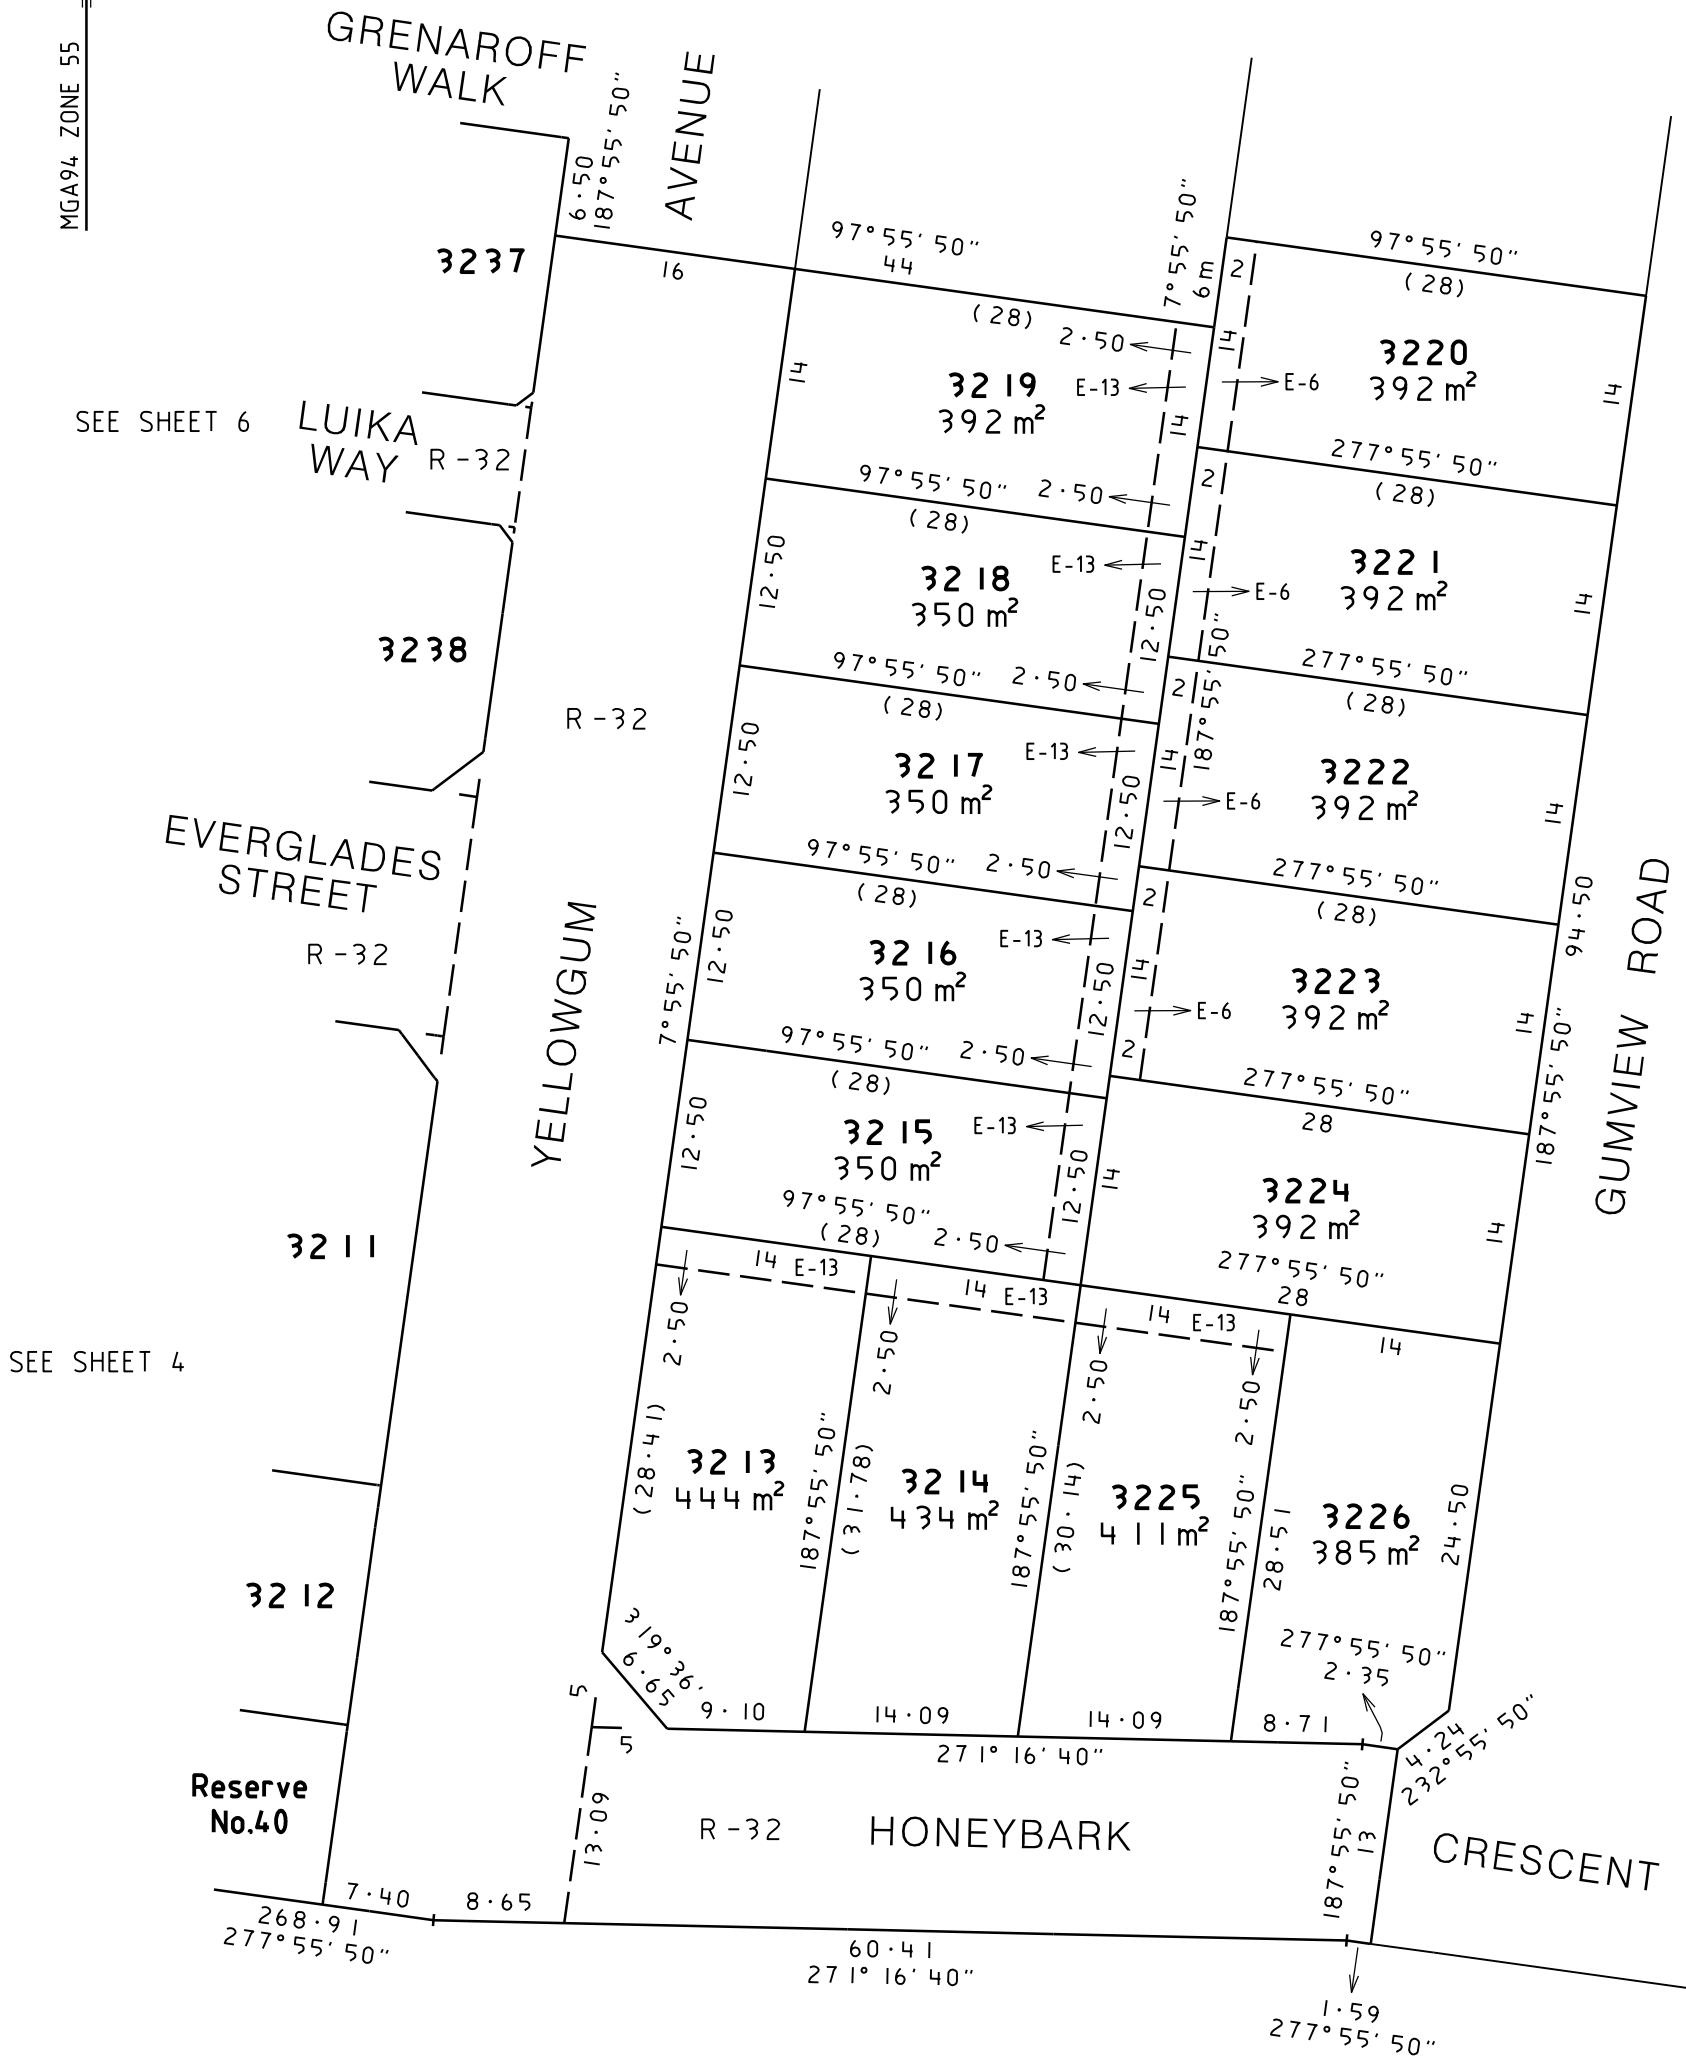 MGA94 ZONE 55
GRENAROFF
WALK
6·50
187°55′50″
AVENUE
3237
16
97°55′50″
44
(28)
7°55′50″
6m
2
97°55′50″
(28)
14
2·50
E-13
3219
392 m²
14
14
E-6
3220
392 m²
14
SEE SHEET 6
LUIKA
WAY
R-32
97°55′50″
2·50
(28)
2
277°55′50″
(28)
12·50
E-13
3218
350 m²
12·50
14
E-6
3221
392 m²
14
3238
R-32
97°55′50″
2·50
(28)
2
187°55′50″
277°55′50″
(28)
12·50
E-13
3217
350 m²
12·50
14
E-6
3222
392 m²
14
EVERGLADES
STREET
R-32
97°55′50″
2·50
(28)
2
277°55′50″
(28)
94·50
187°55′50″
GUMVIEW ROAD
YELLOWGUM
7°55′50″
12·50
E-13
3216
350 m²
12·50
14
E-6
3223
392 m²
14
2
97°55′50″
2·50
(28)
277°55′50″
28
12·50
E-13
3215
350 m²
12·50
14
3224
392 m²
14
97°55′50″
(28)
2·50
277°55′50″
28
3211
14 E-13
14 E-13
14 E-13
14
SEE SHEET 4
2·50
2·50
2·50
2·50
(28·41)
3213
444 m²
187°55′50″
(31·78)
3214
434 m²
187°55′50″
(30·14)
3225
411 m²
187°55′50″
28·51
3226
385 m²
24·50
3212
319°36′
6·65
277°55′50″
2·35
5
5
9·10
14·09
14·09
8·71
4·24
232°55′50″
271°16′40″
Reserve
No.40
13·09
R-32
HONEYBARK
187°55′50″
13
CRESCENT
7·40
8·65
268·91
277°55′50″
60·41
271°16′40″
1·59
277°55′50″